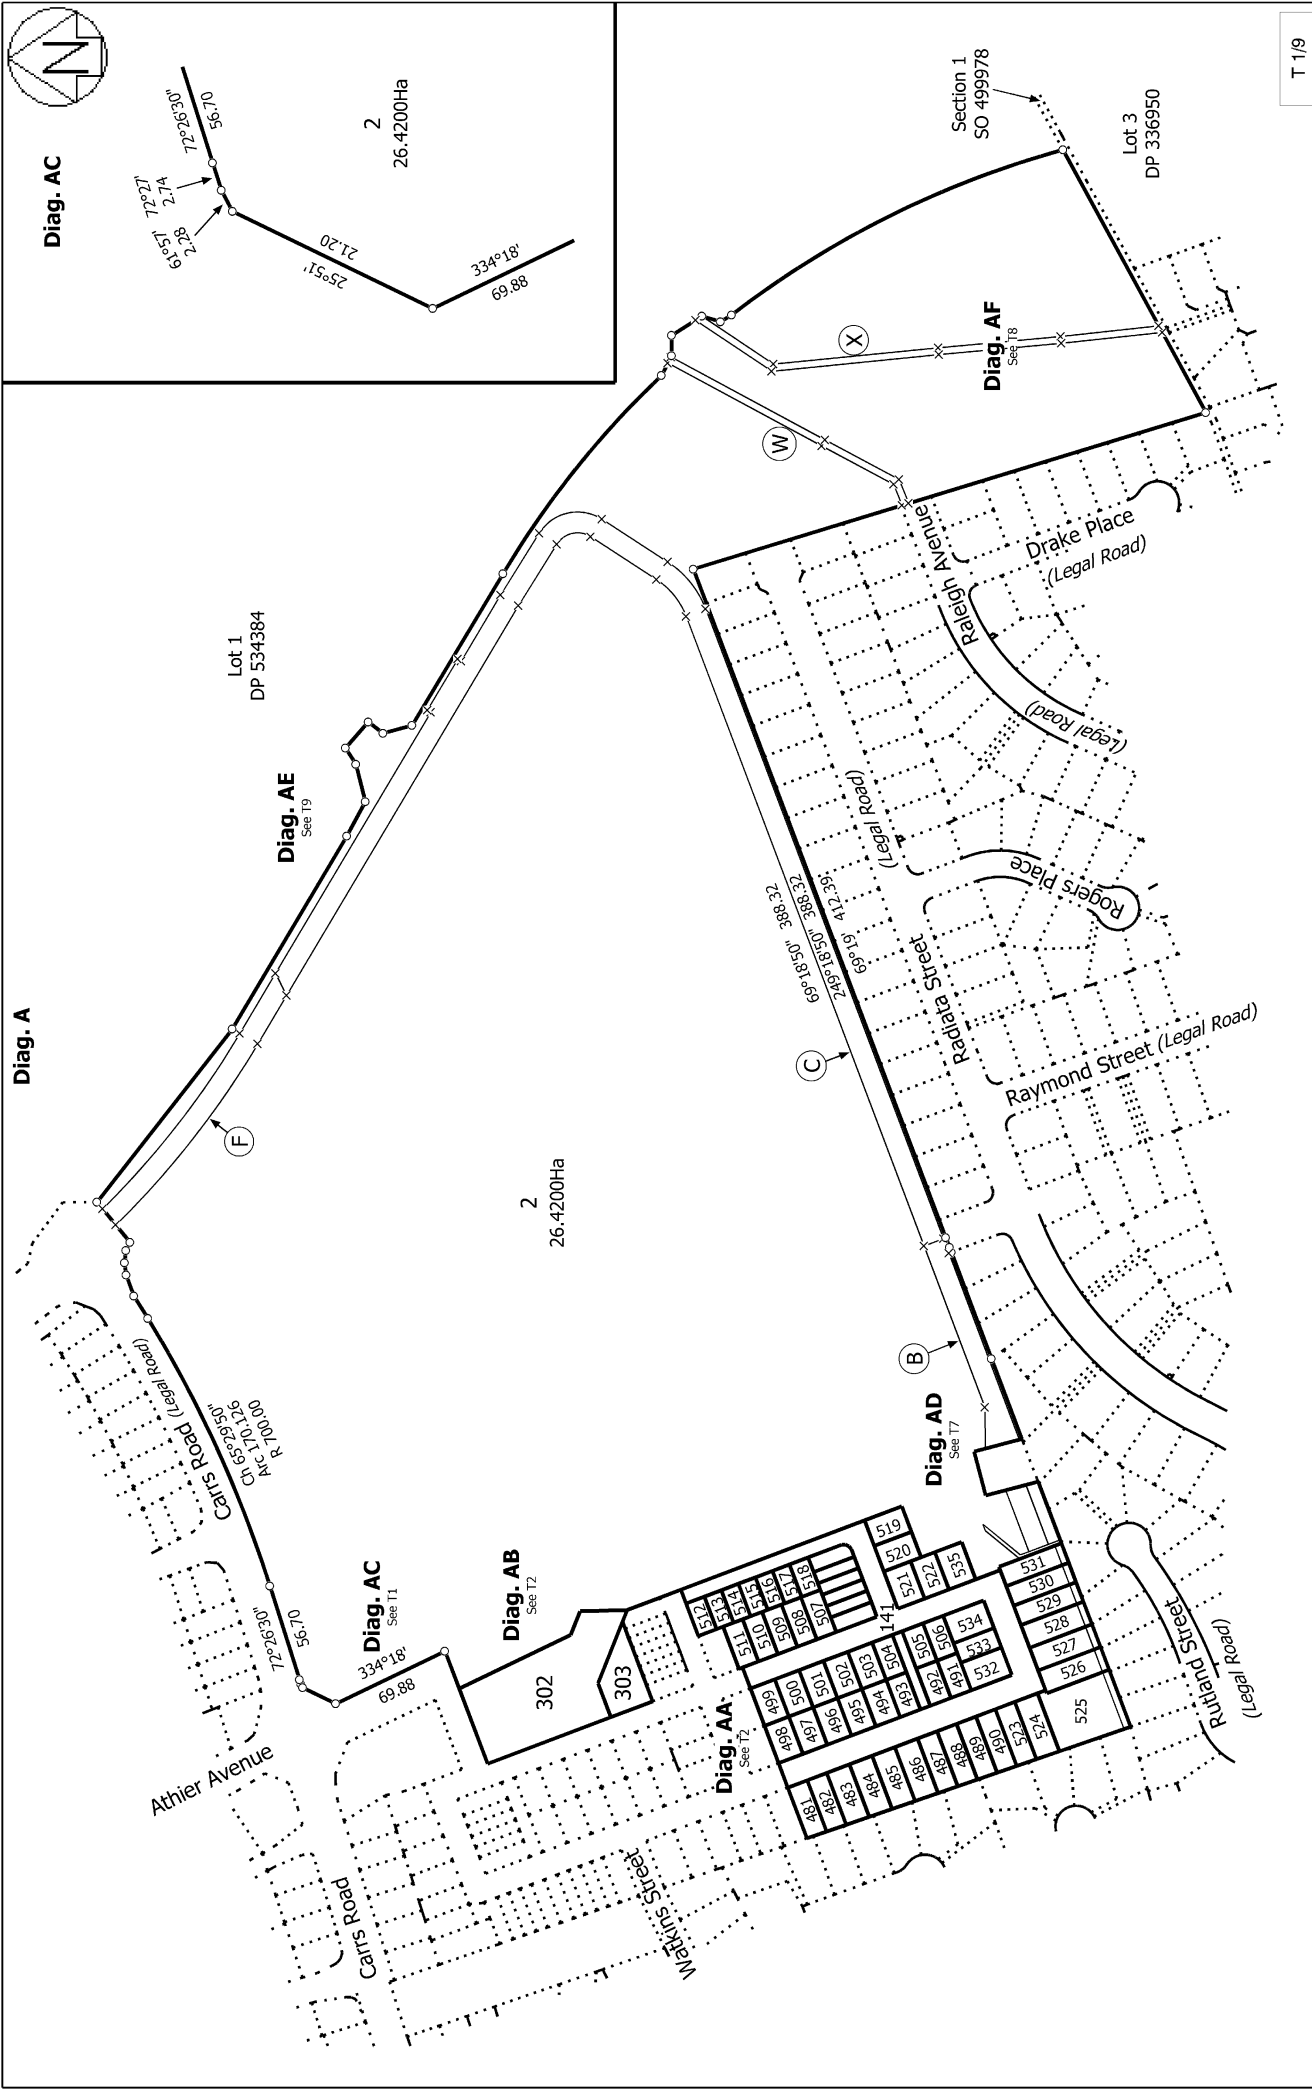 Diag. A
Diag. AC
N
72°26'30"
56.70
72°27'
2.74
61°57'
2.28
25°51'
21.20
334°18'
69.88
2
26.4200Ha
T 1/9
Section 1
SO 499978
Lot 3
DP 336950
Lot 1
DP 534384
Diag. AE
See T9
Diag. AF
See T8
X
W
F
C
B
2
26.4200Ha
69°18'50" 388.32
249°18'50" 388.32
69°19' 412.39
Carrs Road (Legal Road)
Ch 65°29'50"
Arc 170.126
R 700.00
72°26'30"
56.70
Diag. AC
See T1
334°18'
69.88
Diag. AB
See T2
Diag. AA
See T2
Diag. AD
See T7
Athier Avenue
Carrs Road
Watkins Street
Rutland Street
(Legal Road)
Raymond Street (Legal Road)
Radiata Street
(Legal Road)
Rogers Place
Raleigh Avenue
(Legal Road)
Drake Place
(Legal Road)
302
303
141
481
482
483
484
485
486
487
488
489
490
523
524
525
526
527
528
529
530
531
498
497
496
495
494
493
492
491
532
499
500
501
502
503
504
505
506
533
534
511
510
509
508
507
512
513
514
515
516
517
518
519
520
521
522
535